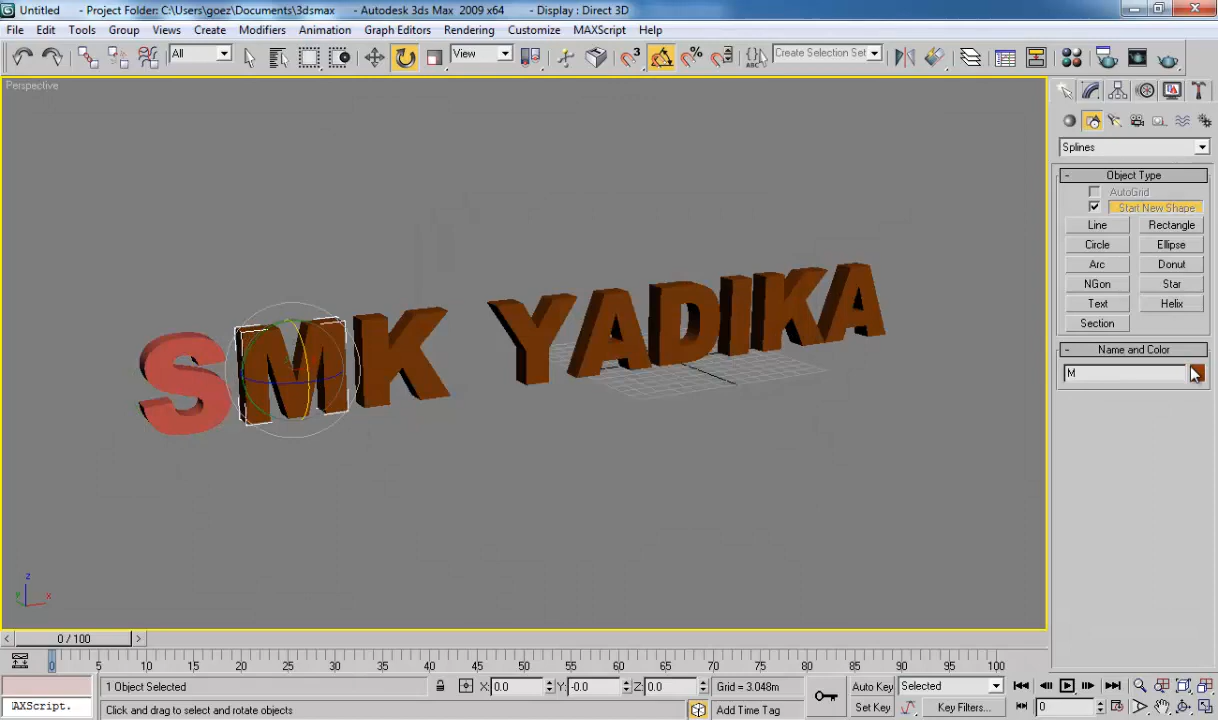 Untitled - Project Folder: C:\Users\goez\Documents\3dsmax - Autodesk 3ds Max 2009 x64 - Display : Direct 3D
File Edit Tools Group Views Create Modifiers Animation Graph Editors Rendering Customize MAXScript Help
All View 3 % Create Selection Set
Perspective
Splines
- Object Type
AutoGrid
Start New Shape
Line Rectangle
Circle Ellipse
Arc Donut
NGon Star
Text Helix
Section
- Name and Color
M
SMK YADIKA
z
y x
< 0 / 100 >
0 5 10 15 20 25 30 35 40 45 50 55 60 65 70 75 80 85 90 95 100
1 Object Selected X: 0.0 Y: -0.0 Z: 0.0 Grid = 3.048m Auto Key Selected
AXScript. Click and drag to select and rotate objects Add Time Tag Set Key Key Filters... 0